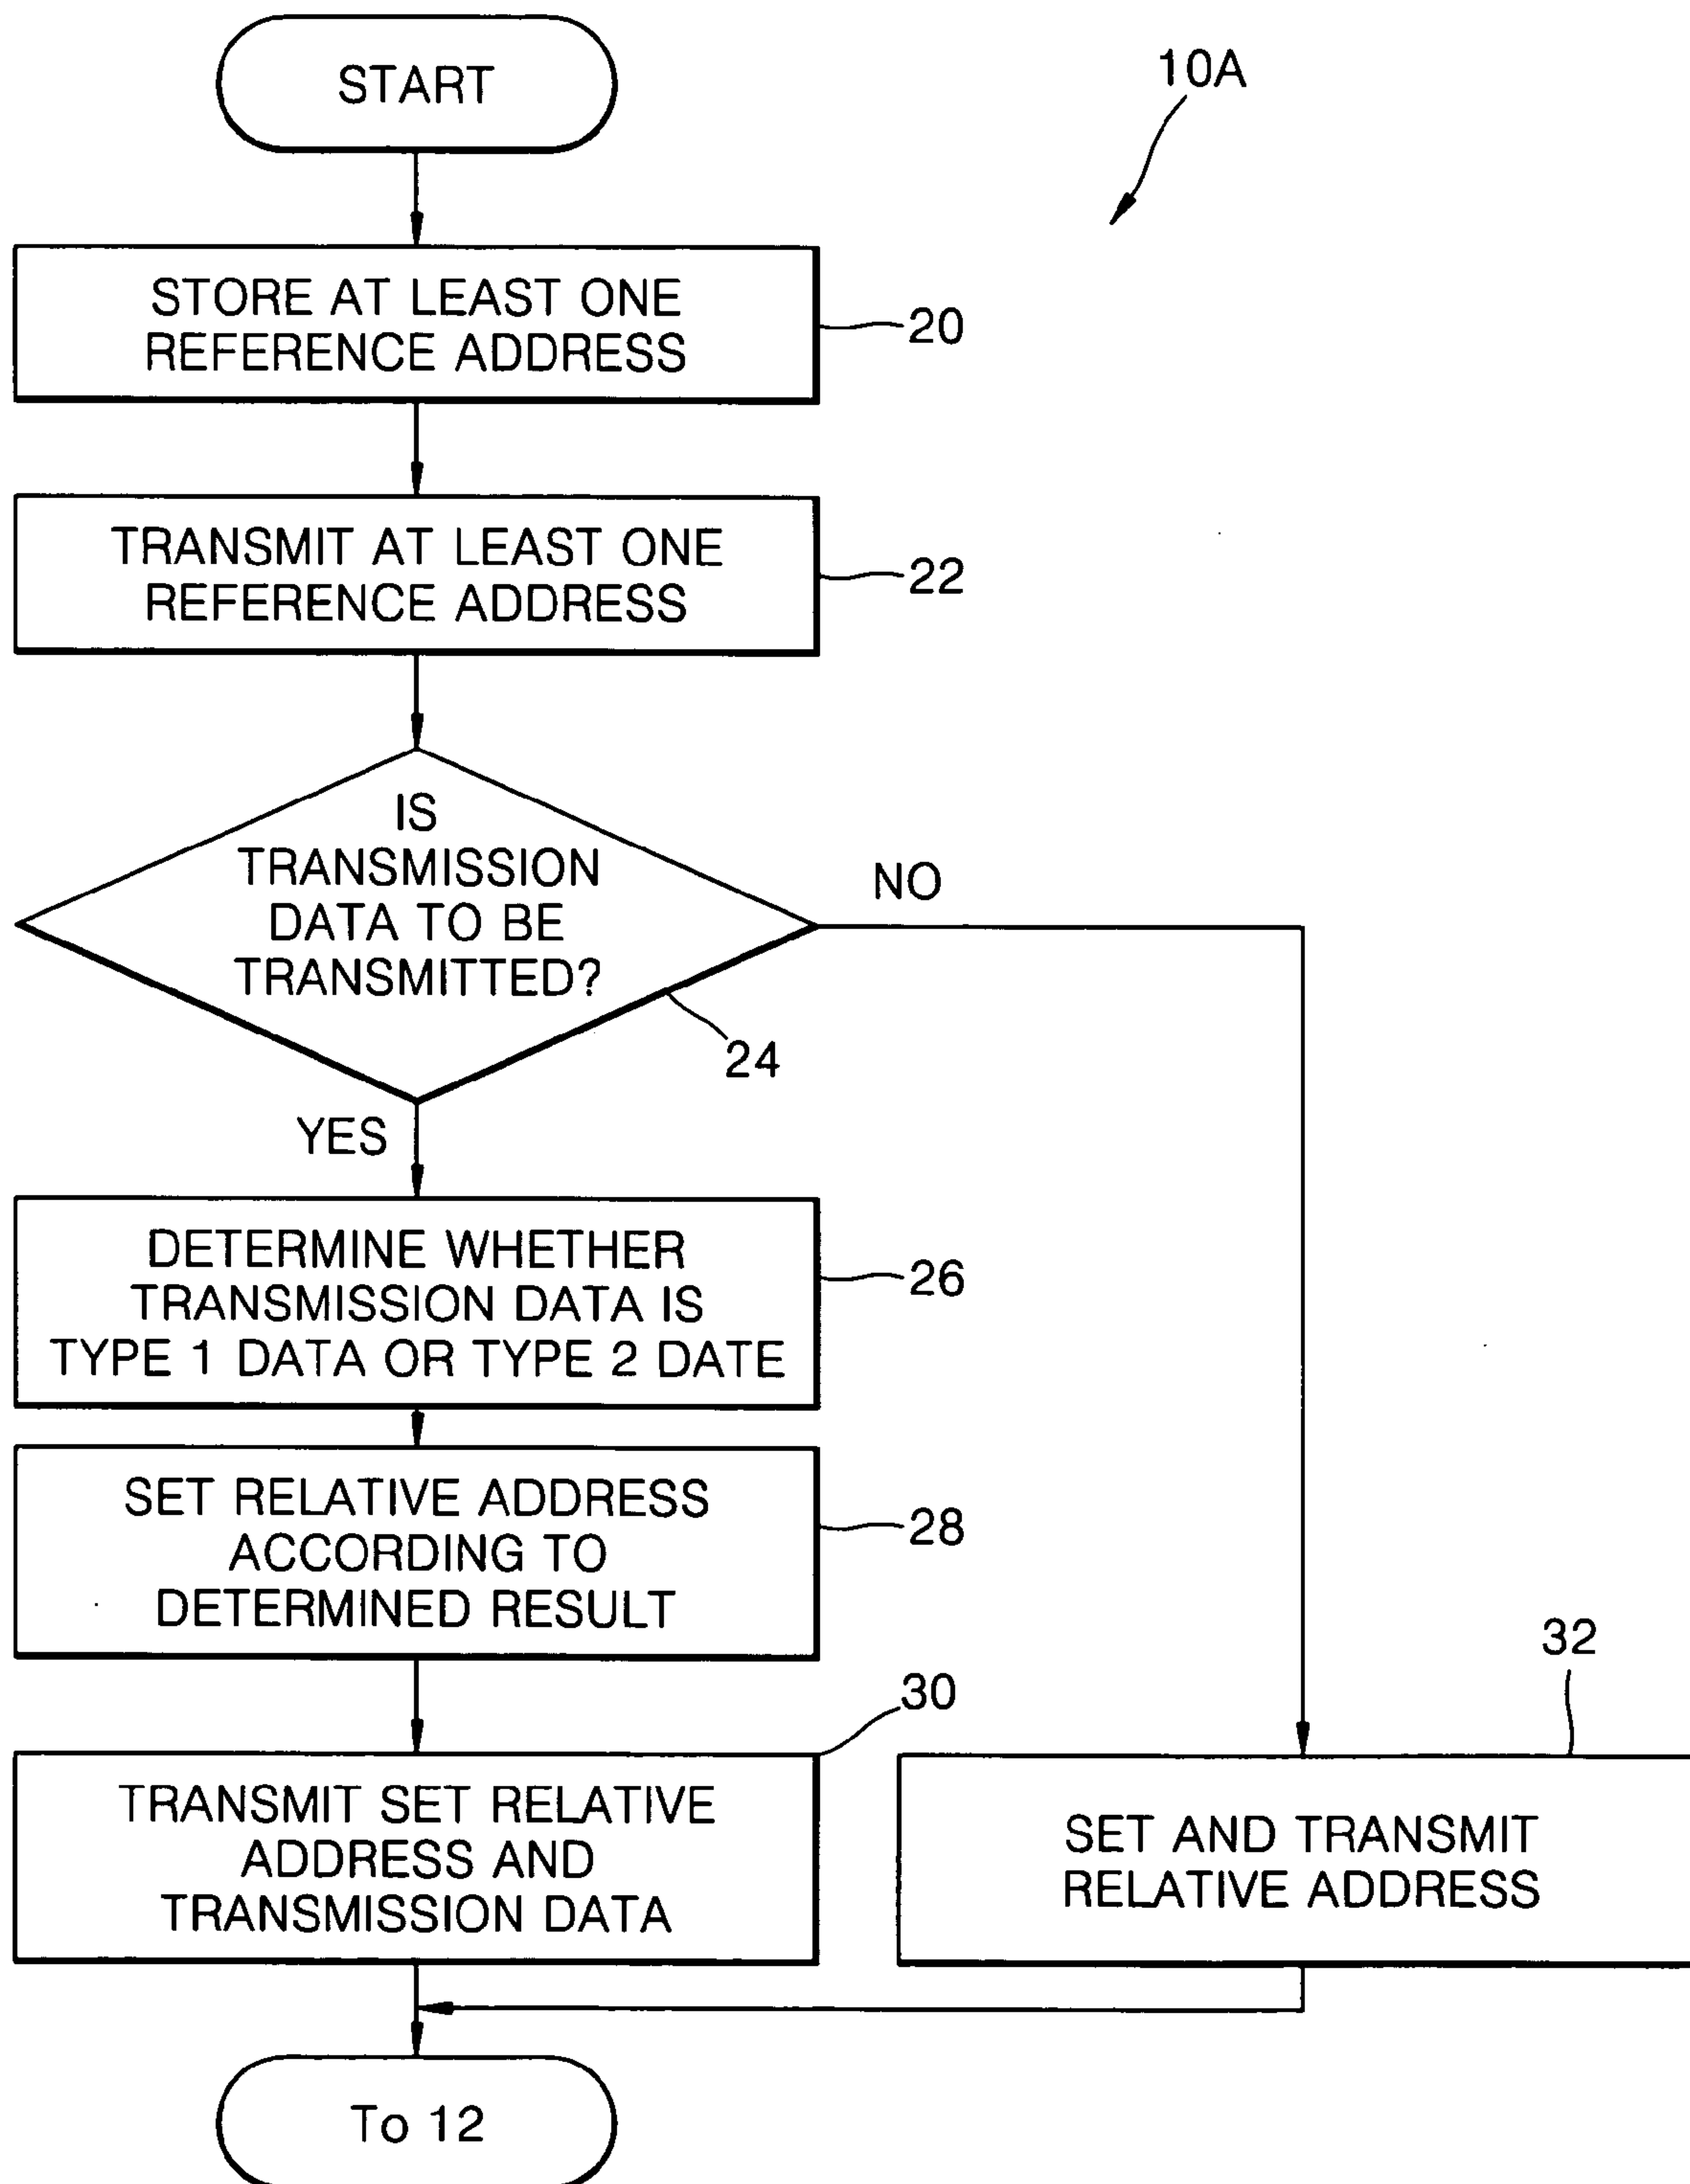 START
10A
STORE AT LEAST ONE
REFERENCE ADDRESS
20
TRANSMIT AT LEAST ONE
REFERENCE ADDRESS
22
IS
TRANSMISSION
DATA TO BE
TRANSMITTED?
NO
24
YES
DETERMINE WHETHER
TRANSMISSION DATA IS
TYPE 1 DATA OR TYPE 2 DATE
26
SET RELATIVE ADDRESS
ACCORDING TO
DETERMINED RESULT
28
30
32
TRANSMIT SET RELATIVE
ADDRESS AND
TRANSMISSION DATA
SET AND TRANSMIT
RELATIVE ADDRESS
To 12